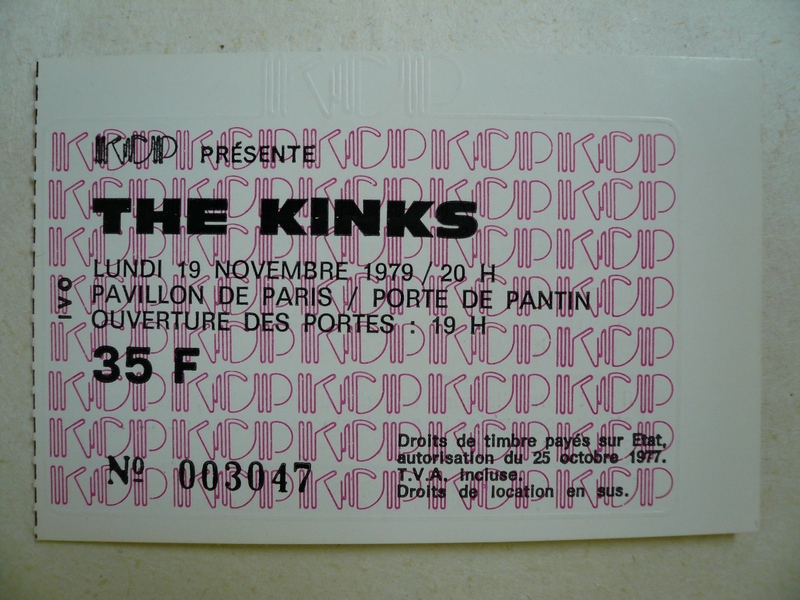 KCP
KCP PRÉSENTE
THE KINKS
LUNDI 19 NOVEMBRE 1979 / 20 H
PAVILLON DE PARIS / PORTE DE PANTIN
OUVERTURE DES PORTES : 19 H
35 F
IVO
Nº 003047
Droits de timbre payés sur Etat,
autorisation du 25 octobre 1977.
T.V.A. incluse.
Droits de location en sus.